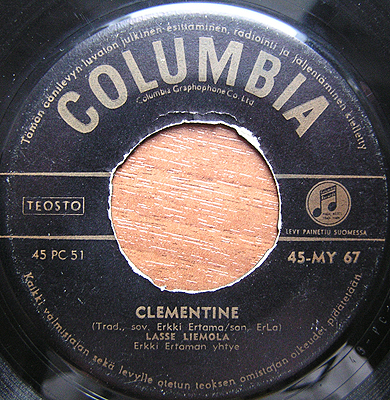 Tämän äänilevyn luvaton julkinen esittäminen, radiointi ja jäljentäminen kielletty
COLUMBIA
Columbia Graphophone Co. Ltd
TEOSTO
LEVY PAINETTU SUOMESSA
45 PC 51
45-MY 67
CLEMENTINE
(Trad., sov. Erkki Ertama/san. ErLa)
LASSE LIEMOLA
Erkki Ertaman yhtye
Kaikki valmistajan sekä levylle otetun teoksen omistajan oikeudet pidätetään.